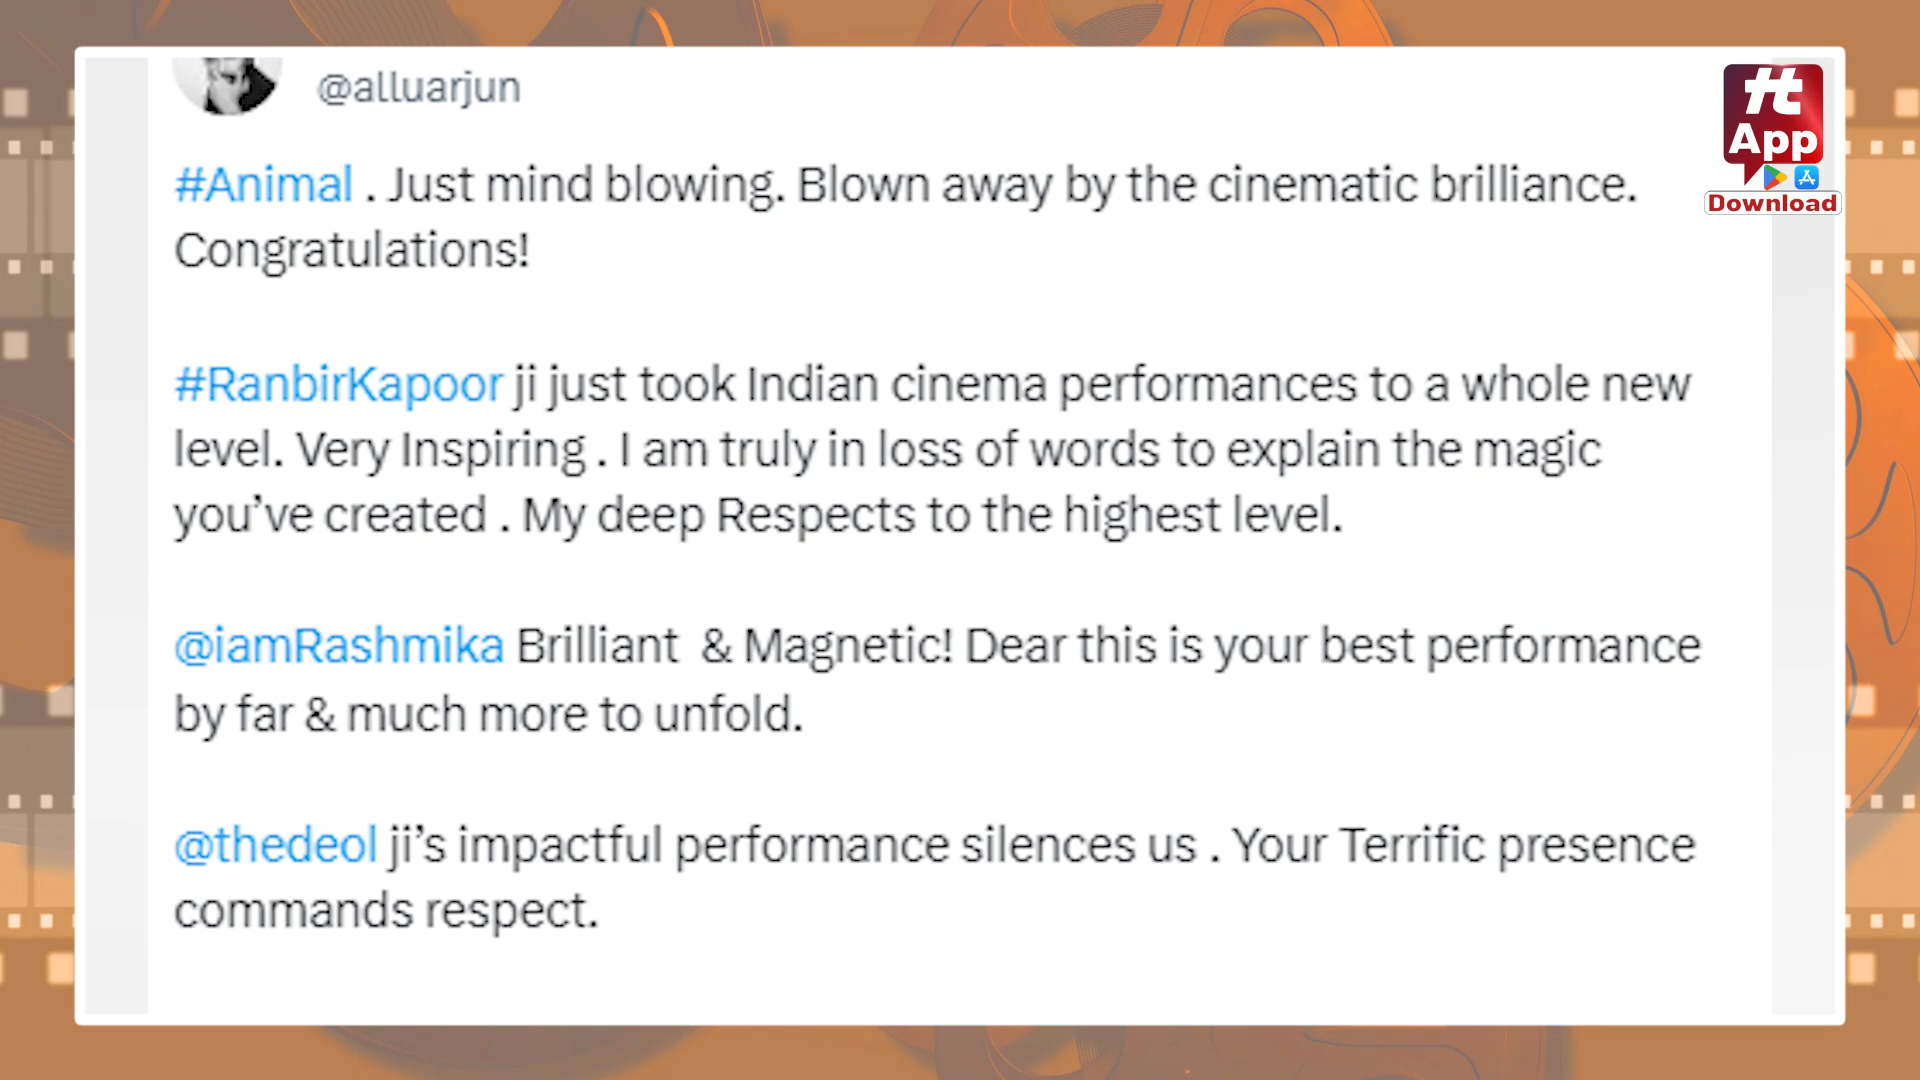 @alluarjun
#Animal . Just mind blowing. Blown away by the cinematic brilliance.
Congratulations!
#RanbirKapoor ji just took Indian cinema performances to a whole new
level. Very Inspiring . I am truly in loss of words to explain the magic
you’ve created . My deep Respects to the highest level.
@iamRashmika Brilliant  & Magnetic! Dear this is your best performance
by far & much more to unfold.
@thedeol ji’s impactful performance silences us . Your Terrific presence
commands respect.
#t
App
Download